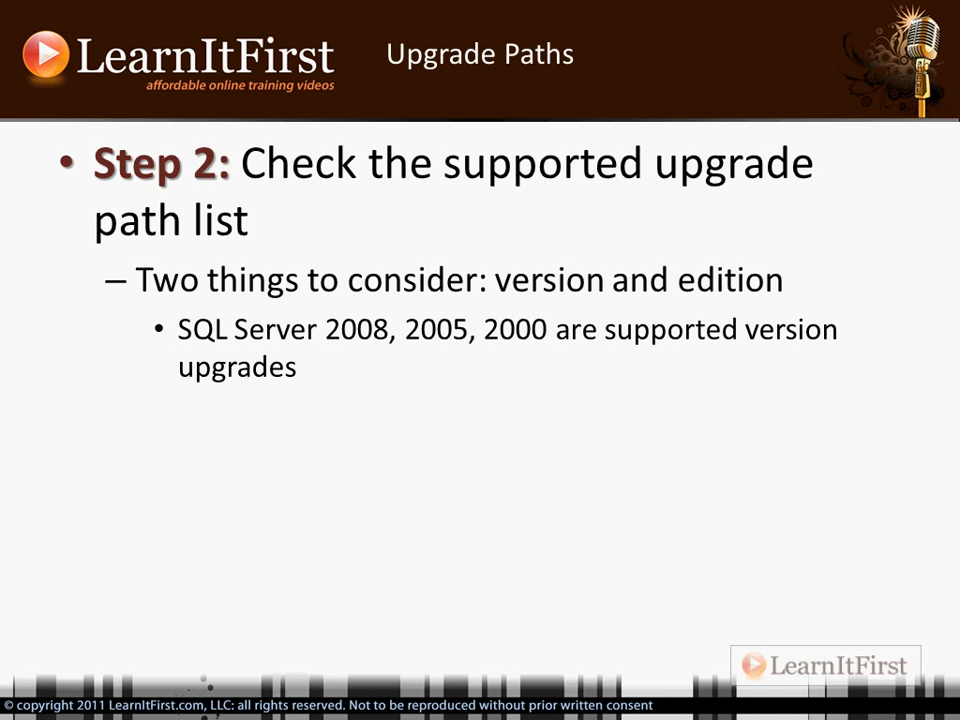 LearnItFirst
affordable online training videos
Upgrade Paths
• Step 2: Check the supported upgrade
path list
– Two things to consider: version and edition
• SQL Server 2008, 2005, 2000 are supported version
upgrades
LearnItFirst
© copyright 2011 LearnItFirst.com, LLC: all rights reserved. Not to be reproduced without prior written consent